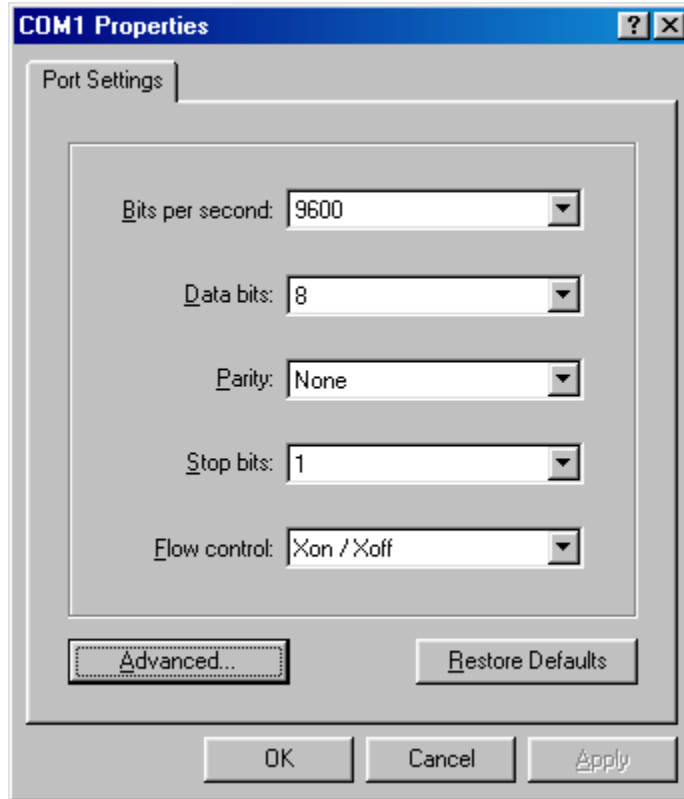 COM1 Properties
Port Settings
Bits per second: 9600
Data bits: 8
Parity: None
Stop bits: 1
Flow control: Xon / Xoff
Advanced... Restore Defaults
OK Cancel Apply